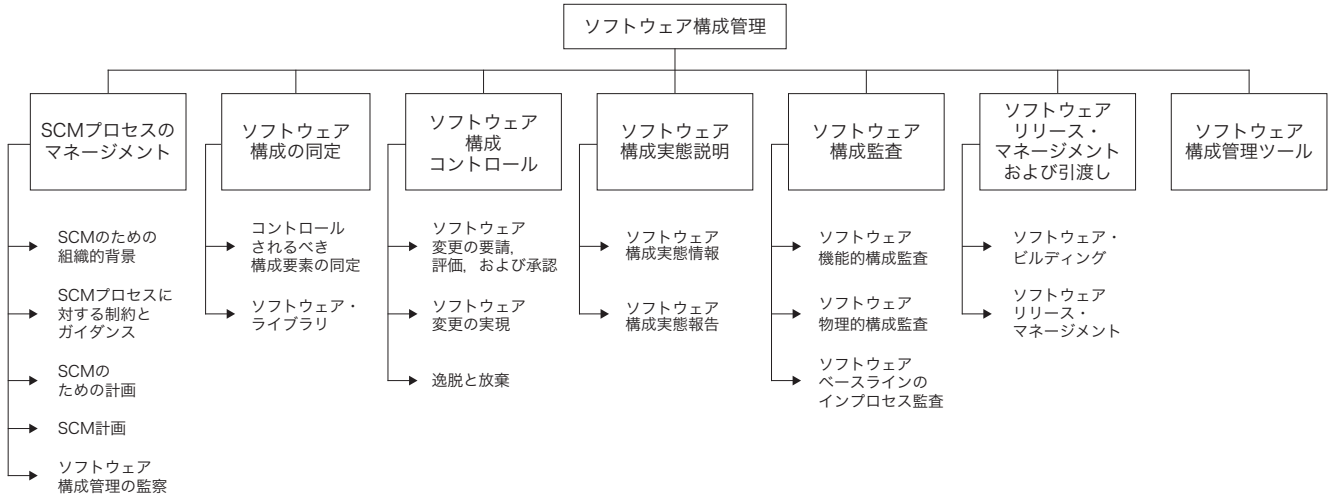 ソフトウェア構成管理
SCMプロセスの
マネージメント
SCMのための
組織的背景
SCMプロセスに
対する制約と
ガイダンス
SCMの
ための計画
SCM計画
ソフトウェア
構成管理の監察
ソフトウェア
構成の同定
コントロール
されるべき
構成要素の同定
ソフトウェア・
ライブラリ
ソフトウェア
構成
コントロール
ソフトウェア
変更の要請,
評価, および承認
ソフトウェア
変更の実現
逸脱と放棄
ソフトウェア
構成実態説明
ソフトウェア
構成実態情報
ソフトウェア
構成実態報告
ソフトウェア
構成監査
ソフトウェア
機能的構成監査
ソフトウェア
物理的構成監査
ソフトウェア
ベースラインの
インプロセス監査
ソフトウェア
リリース・
マネージメント
および引渡し
ソフトウェア・
ビルディング
ソフトウェア
リリース・
マネージメント
ソフトウェア
構成管理ツール